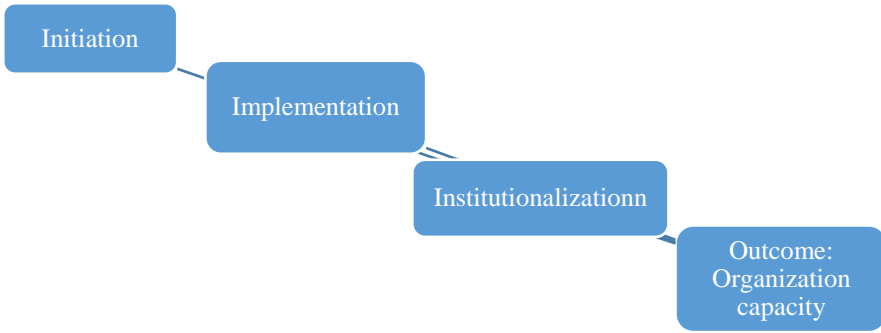 Initiation
Implementation
Institutionalizationn
Outcome:
Organization
capacity